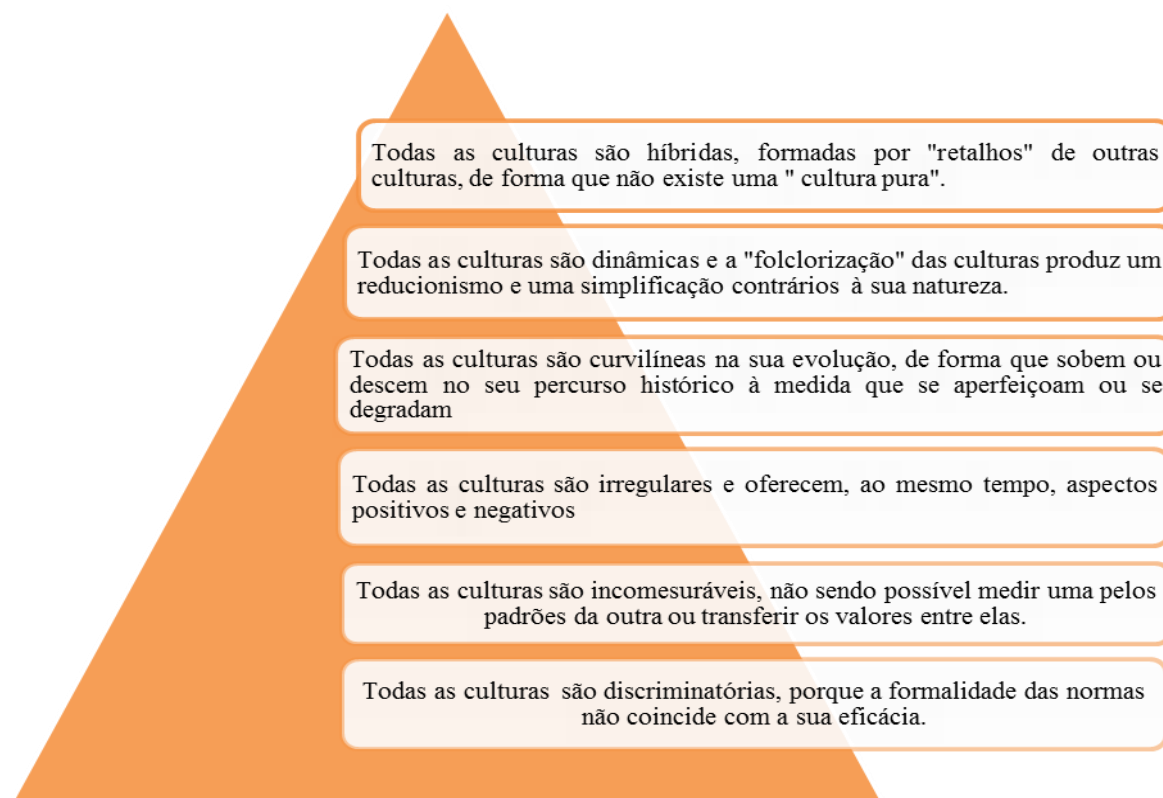 Todas as culturas são híbridas, formadas por "retalhos" de outras
culturas, de forma que não existe uma " cultura pura".
Todas as culturas são dinâmicas e a "folclorização" das culturas produz um
reducionismo e uma simplificação contrários à sua natureza.
Todas as culturas são curvilíneas na sua evolução, de forma que sobem ou
descem no seu percurso histórico à medida que se aperfeiçoam ou se
degradam
Todas as culturas são irregulares e oferecem, ao mesmo tempo, aspectos
positivos e negativos
Todas as culturas são incomesuráveis, não sendo possível medir uma pelos
padrões da outra ou transferir os valores entre elas.
Todas as culturas são discriminatórias, porque a formalidade das normas
não coincide com a sua eficácia.